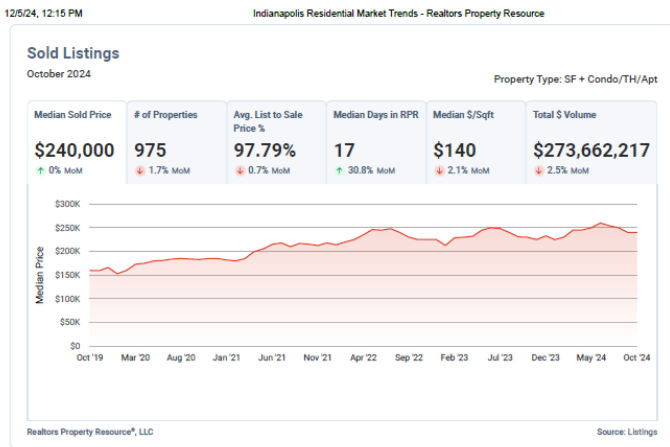 12/5/24, 12:15 PM Indianapolis Residential Market Trends - Realtors Property Resource
Sold Listings
October 2024
Property Type: SF + Condo/TH/Apt
Median Sold Price
$240,000
↑ 0% MoM
# of Properties
975
↓ 1.7% MoM
Avg. List to Sale
Price %
97.79%
↓ 0.7% MoM
Median Days in RPR
17
↑ 30.8% MoM
Median $/Sqft
$140
↓ 2.1% MoM
Total $ Volume
$273,662,217
↓ 2.5% MoM
Median Price
$300K
$250K
$200K
$150K
$100K
$50K
$0
Oct '19 Mar '20 Aug '20 Jan '21 Jun '21 Nov '21 Apr '22 Sep '22 Feb '23 Jul '23 Dec '23 May '24 Oct '24
Realtors Property Resource®, LLC Source: Listings